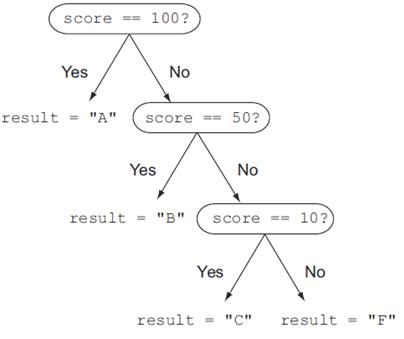 score == 100?
Yes
No
result = "A"
score == 50?
Yes
No
result = "B"
score == 10?
Yes
No
result = "C"
result = "F"